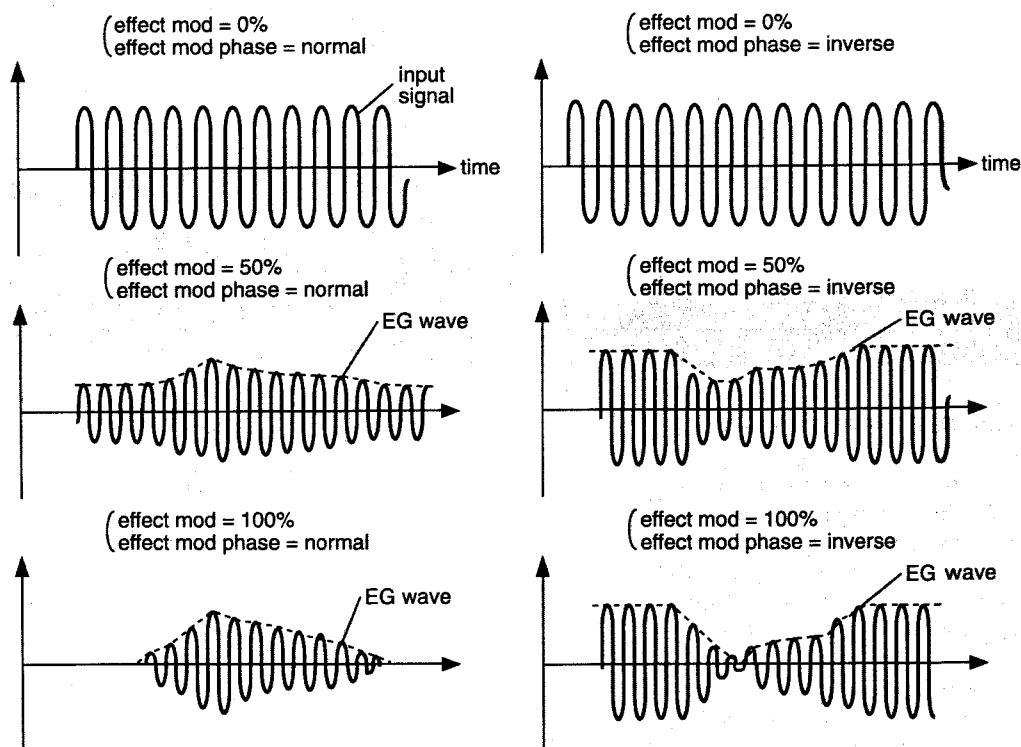 effect mod = 0%
effect mod phase = normal
input
signal
time
effect mod = 0%
effect mod phase = inverse
time
effect mod = 50%
effect mod phase = normal
EG wave
effect mod = 50%
effect mod phase = inverse
EG wave
effect mod = 100%
effect mod phase = normal
EG wave
effect mod = 100%
effect mod phase = inverse
EG wave